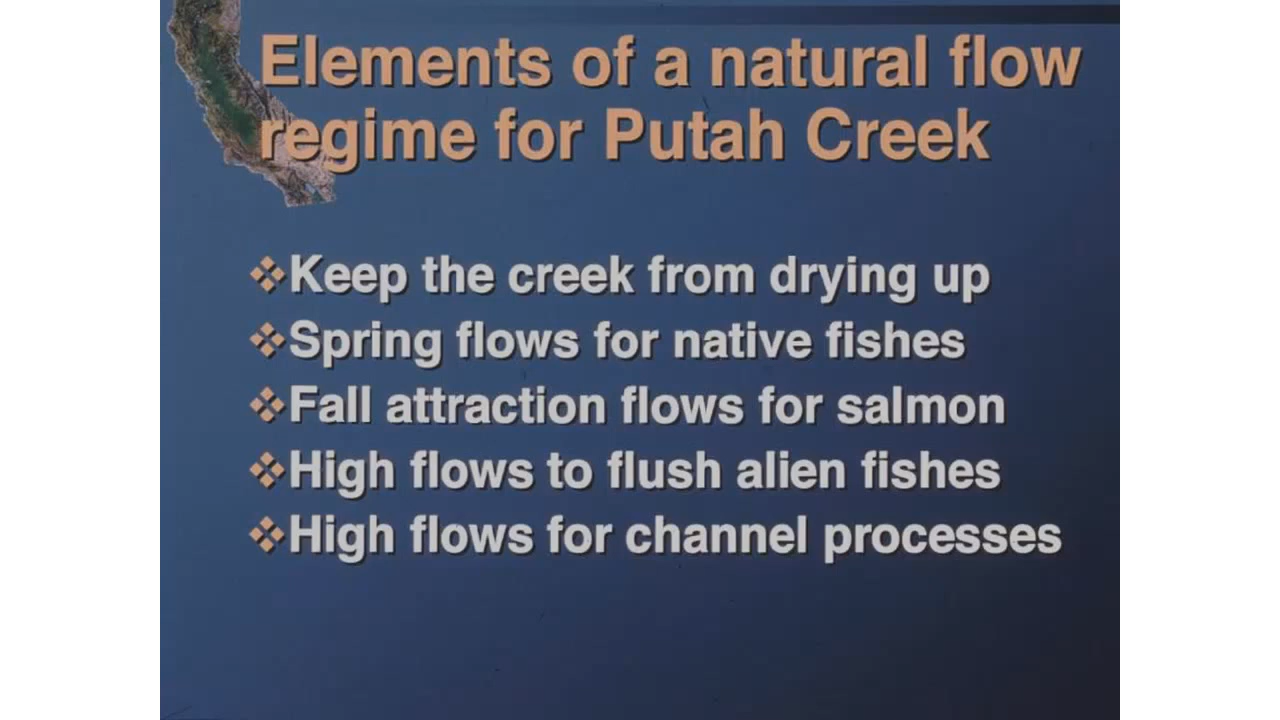 Elements of a natural flow
regime for Putah Creek
Keep the creek from drying up
Spring flows for native fishes
Fall attraction flows for salmon
High flows to flush alien fishes
High flows for channel processes